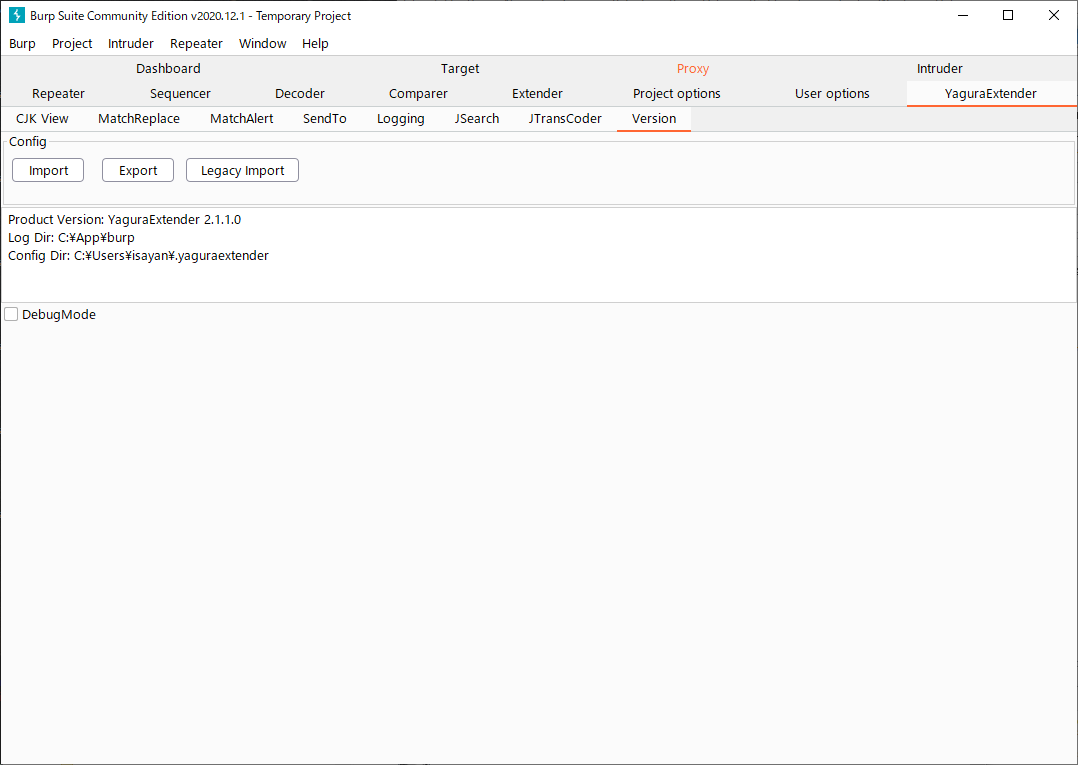 Burp Suite Community Edition v2020.12.1 - Temporary Project
Burp Project Intruder Repeater Window Help
Dashboard Target Proxy Intruder
Repeater Sequencer Decoder Comparer Extender Project options User options YaguraExtender
CJK View MatchReplace MatchAlert SendTo Logging JSearch JTransCoder Version
Config
Import Export Legacy Import
Product Version: YaguraExtender 2.1.1.0
Log Dir: C:¥App¥burp
Config Dir: C:¥Users¥isayan¥.yaguraextender
DebugMode